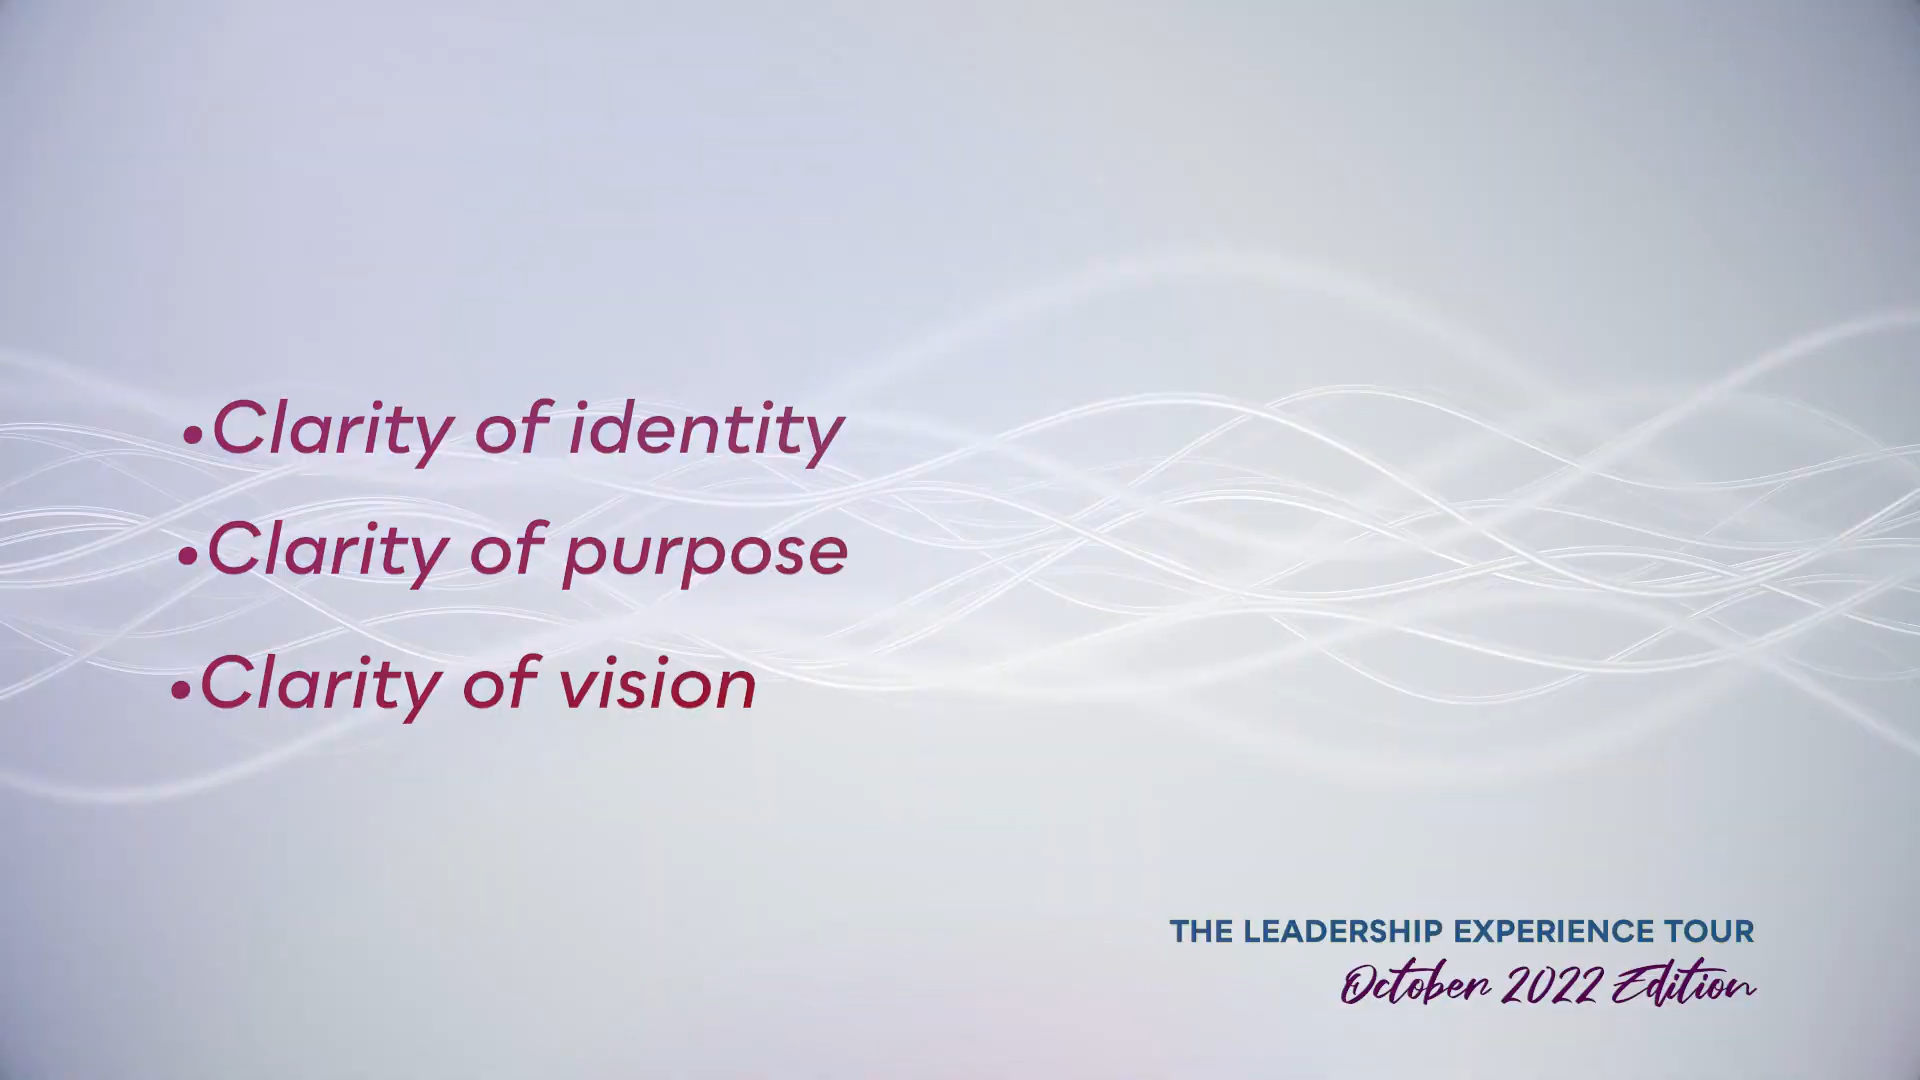 •Clarity of identity
•Clarity of purpose
•Clarity of vision
THE LEADERSHIP EXPERIENCE TOUR
October 2022 Edition